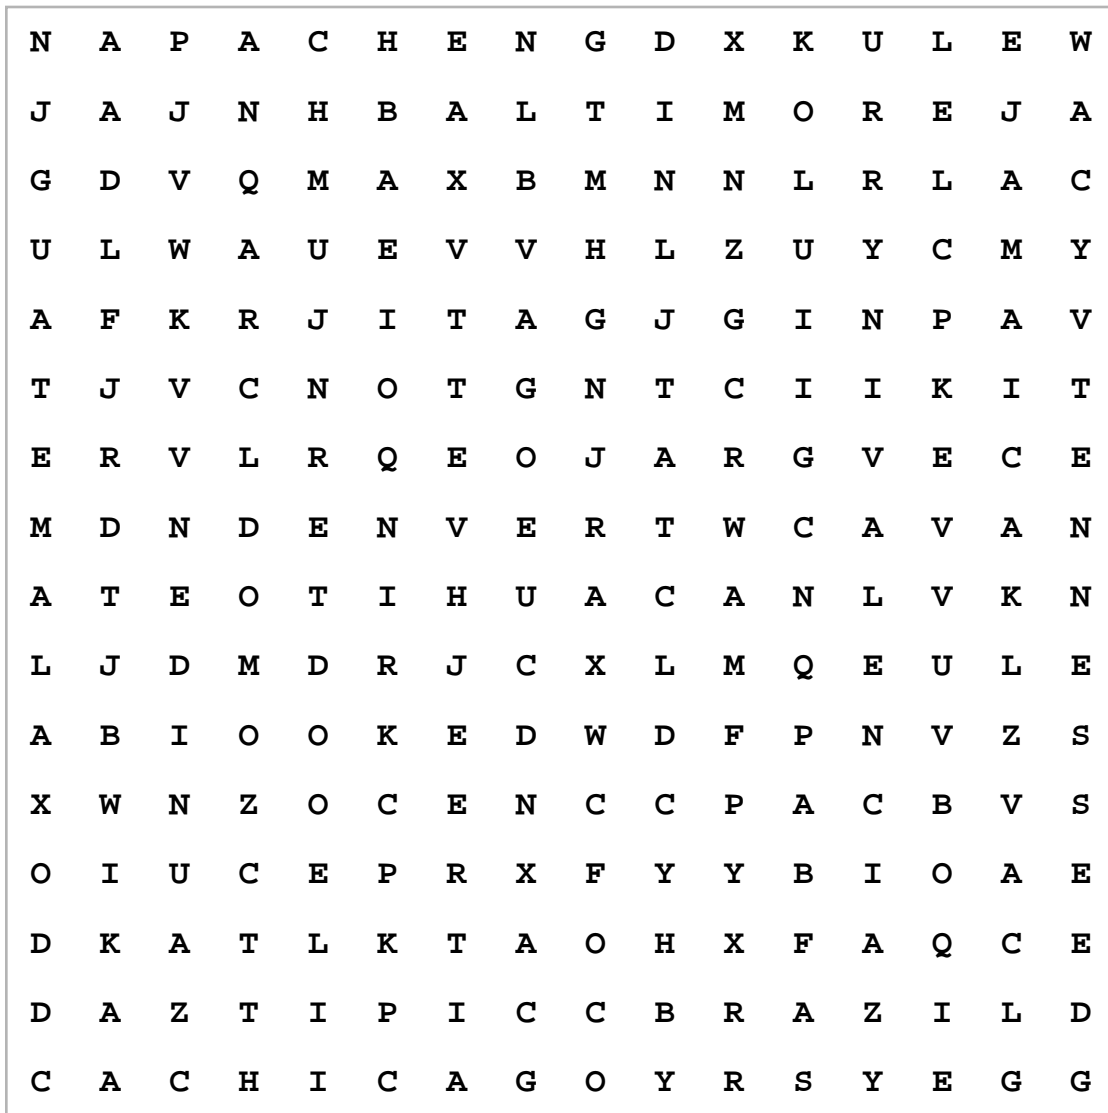 N A P A C H E N G D X K U L E W
J A J N H B A L T I M O R E J A
G D V Q M A X B M N N L R L A C
U L W A U E V V H L Z U Y C M Y
A F K R J I T A G J G I N P A V
T J V C N O T G N T C I I K I T
E R V L R Q E O J A R G V E C E
M D N D E N V E R T W C A V A N
A T E O T I H U A C A N L V K N
L J D M D R J C X L M Q E U L E
A B I O O K E D W D F P N V Z S
X W N Z O C E N C C P A C B V S
O I U C E P R X F Y Y B I O A E
D K A T L K T A O H X F A Q C E
D A Z T I P I C C B R A Z I L D
C A C H I C A G O Y R S Y E G G